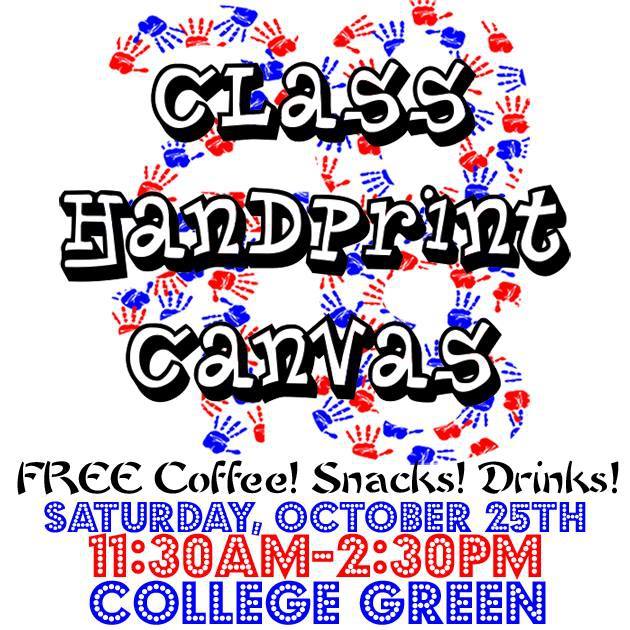 CLASS
HANDPRINT
CANVAS
FREE Coffee! Snacks! Drinks!
SATURDAY, OCTOBER 25TH
11:30AM-2:30PM
COLLEGE GREEN